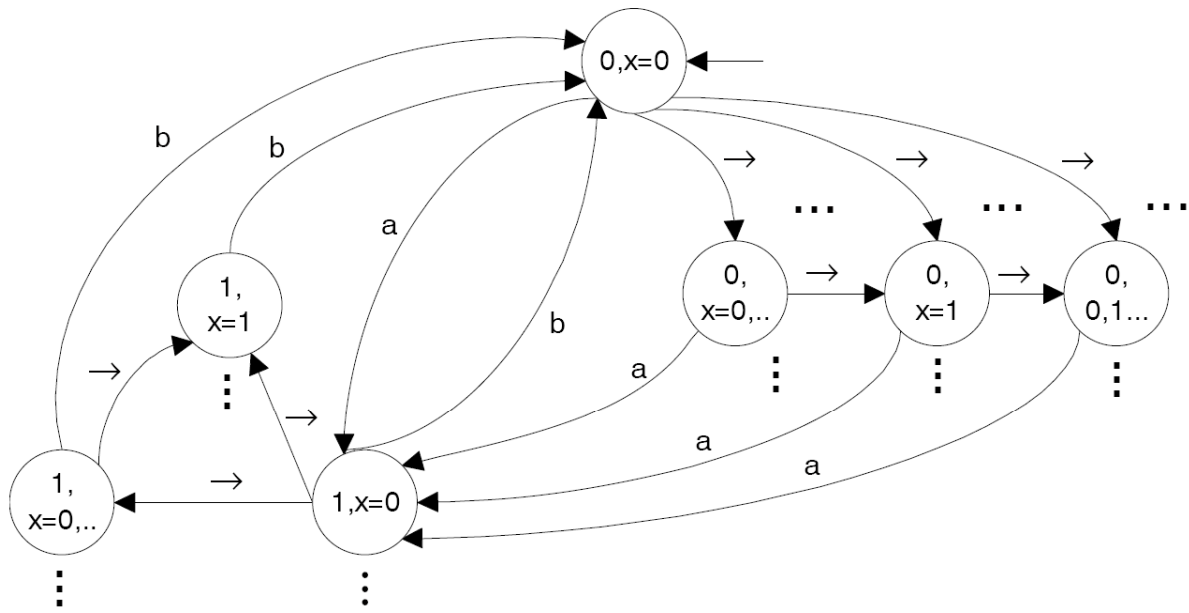 0,x=0
b
b
→
→
→
a
...
...
...
1,
x=1
0,
x=0,..
→
0,
x=1
→
0,
0,1...
b
→
a
→
a
a
1,
x=0,..
→
1,x=0